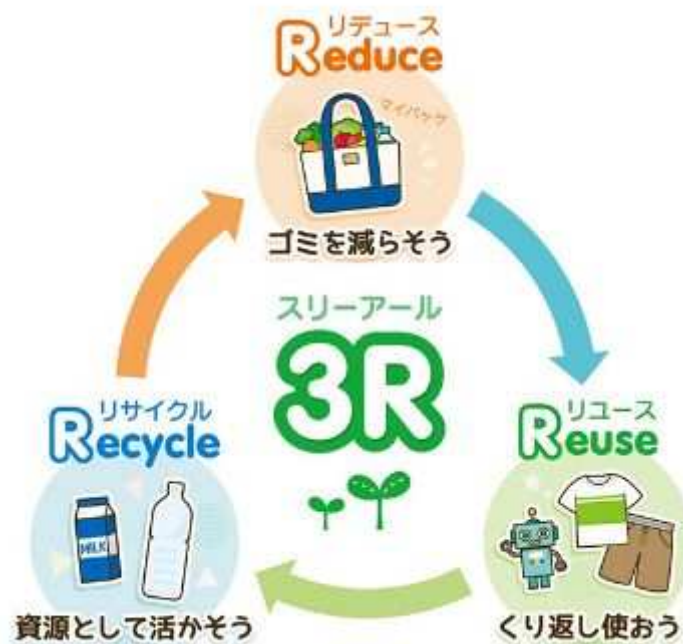 リデュース
Reduce
マイバッグ
ゴミを減らそう
スリーアール
3R
リサイクル
Recycle
MILK
資源として活かそう
リユース
Reuse
くり返し使おう